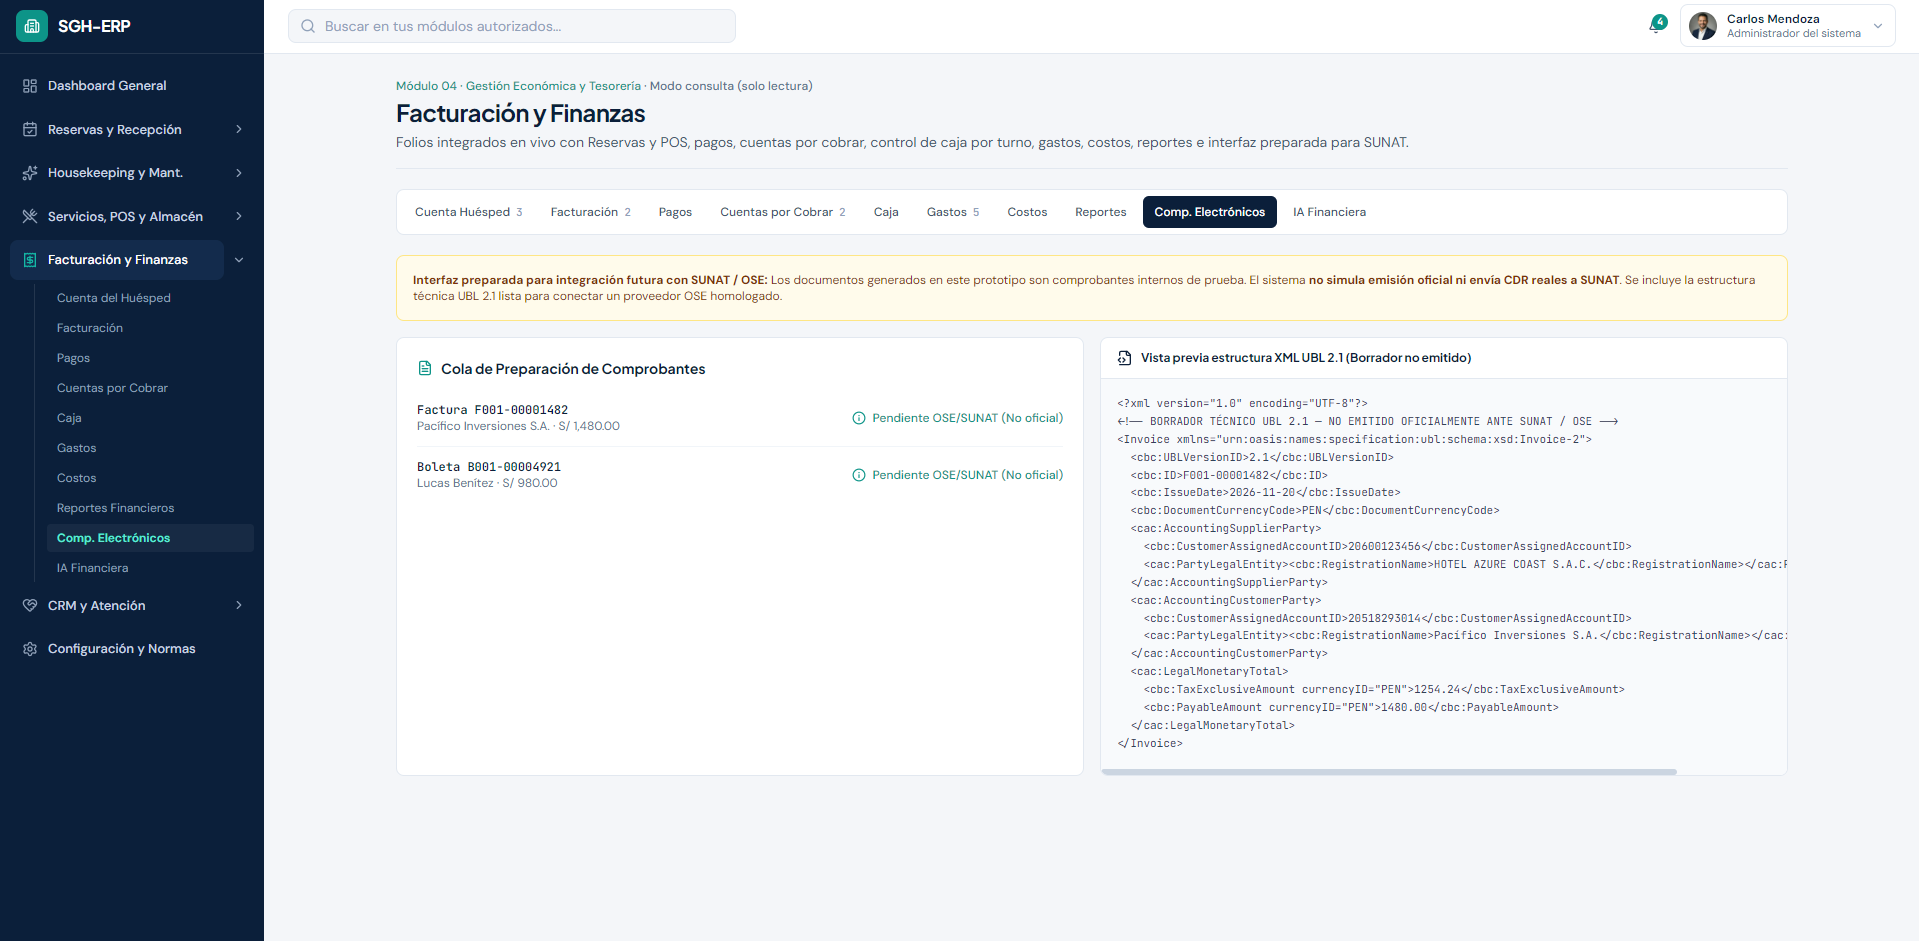 SGH-ERP
Buscar en tus módulos autorizados...
4
Carlos Mendoza
Administrador del sistema
Dashboard General
Reservas y Recepción
Housekeeping y Mant.
Servicios, POS y Almacén
Facturación y Finanzas
Cuenta del Huésped
Facturación
Pagos
Cuentas por Cobrar
Caja
Gastos
Costos
Reportes Financieros
Comp. Electrónicos
IA Financiera
CRM y Atención
Configuración y Normas
Módulo 04 · Gestión Económica y Tesorería · Modo consulta (solo lectura)
Facturación y Finanzas
Folios integrados en vivo con Reservas y POS, pagos, cuentas por cobrar, control de caja por turno, gastos, costos, reportes e interfaz preparada para SUNAT.
Cuenta Huésped 3 Facturación 2 Pagos Cuentas por Cobrar 2 Caja Gastos 5 Costos Reportes Comp. Electrónicos IA Financiera
Interfaz preparada para integración futura con SUNAT / OSE: Los documentos generados en este prototipo son comprobantes internos de prueba. El sistema no simula emisión oficial ni envía CDR reales a SUNAT. Se incluye la estructura
técnica UBL 2.1 lista para conectar un proveedor OSE homologado.
Cola de Preparación de Comprobantes
Factura F001-00001482
Pacífico Inversiones S.A. · S/ 1,480.00
Pendiente OSE/SUNAT (No oficial)
Boleta B001-00004921
Lucas Benítez · S/ 980.00
Pendiente OSE/SUNAT (No oficial)
Vista previa estructura XML UBL 2.1 (Borrador no emitido)
<?xml version="1.0" encoding="UTF-8"?>
<!-- BORRADOR TÉCNICO UBL 2.1 — NO EMITIDO OFICIALMENTE ANTE SUNAT / OSE -->
<Invoice xmlns="urn:oasis:names:specification:ubl:schema:xsd:Invoice-2">
<cbc:UBLVersionID>2.1</cbc:UBLVersionID>
<cbc:ID>F001-00001482</cbc:ID>
<cbc:IssueDate>2026-11-20</cbc:IssueDate>
<cbc:DocumentCurrencyCode>PEN</cbc:DocumentCurrencyCode>
<cac:AccountingSupplierParty>
<cbc:CustomerAssignedAccountID>20600123456</cbc:CustomerAssignedAccountID>
<cac:PartyLegalEntity><cbc:RegistrationName>HOTEL AZURE COAST S.A.C.</cbc:RegistrationName></cac:
</cac:AccountingSupplierParty>
<cac:AccountingCustomerParty>
<cbc:CustomerAssignedAccountID>20518293014</cbc:CustomerAssignedAccountID>
<cac:PartyLegalEntity><cbc:RegistrationName>Pacífico Inversiones S.A.</cbc:RegistrationName></cac:
</cac:AccountingCustomerParty>
<cac:LegalMonetaryTotal>
<cbc:TaxExclusiveAmount currencyID="PEN">1254.24</cbc:TaxExclusiveAmount>
<cbc:PayableAmount currencyID="PEN">1480.00</cbc:PayableAmount>
</cac:LegalMonetaryTotal>
</Invoice>